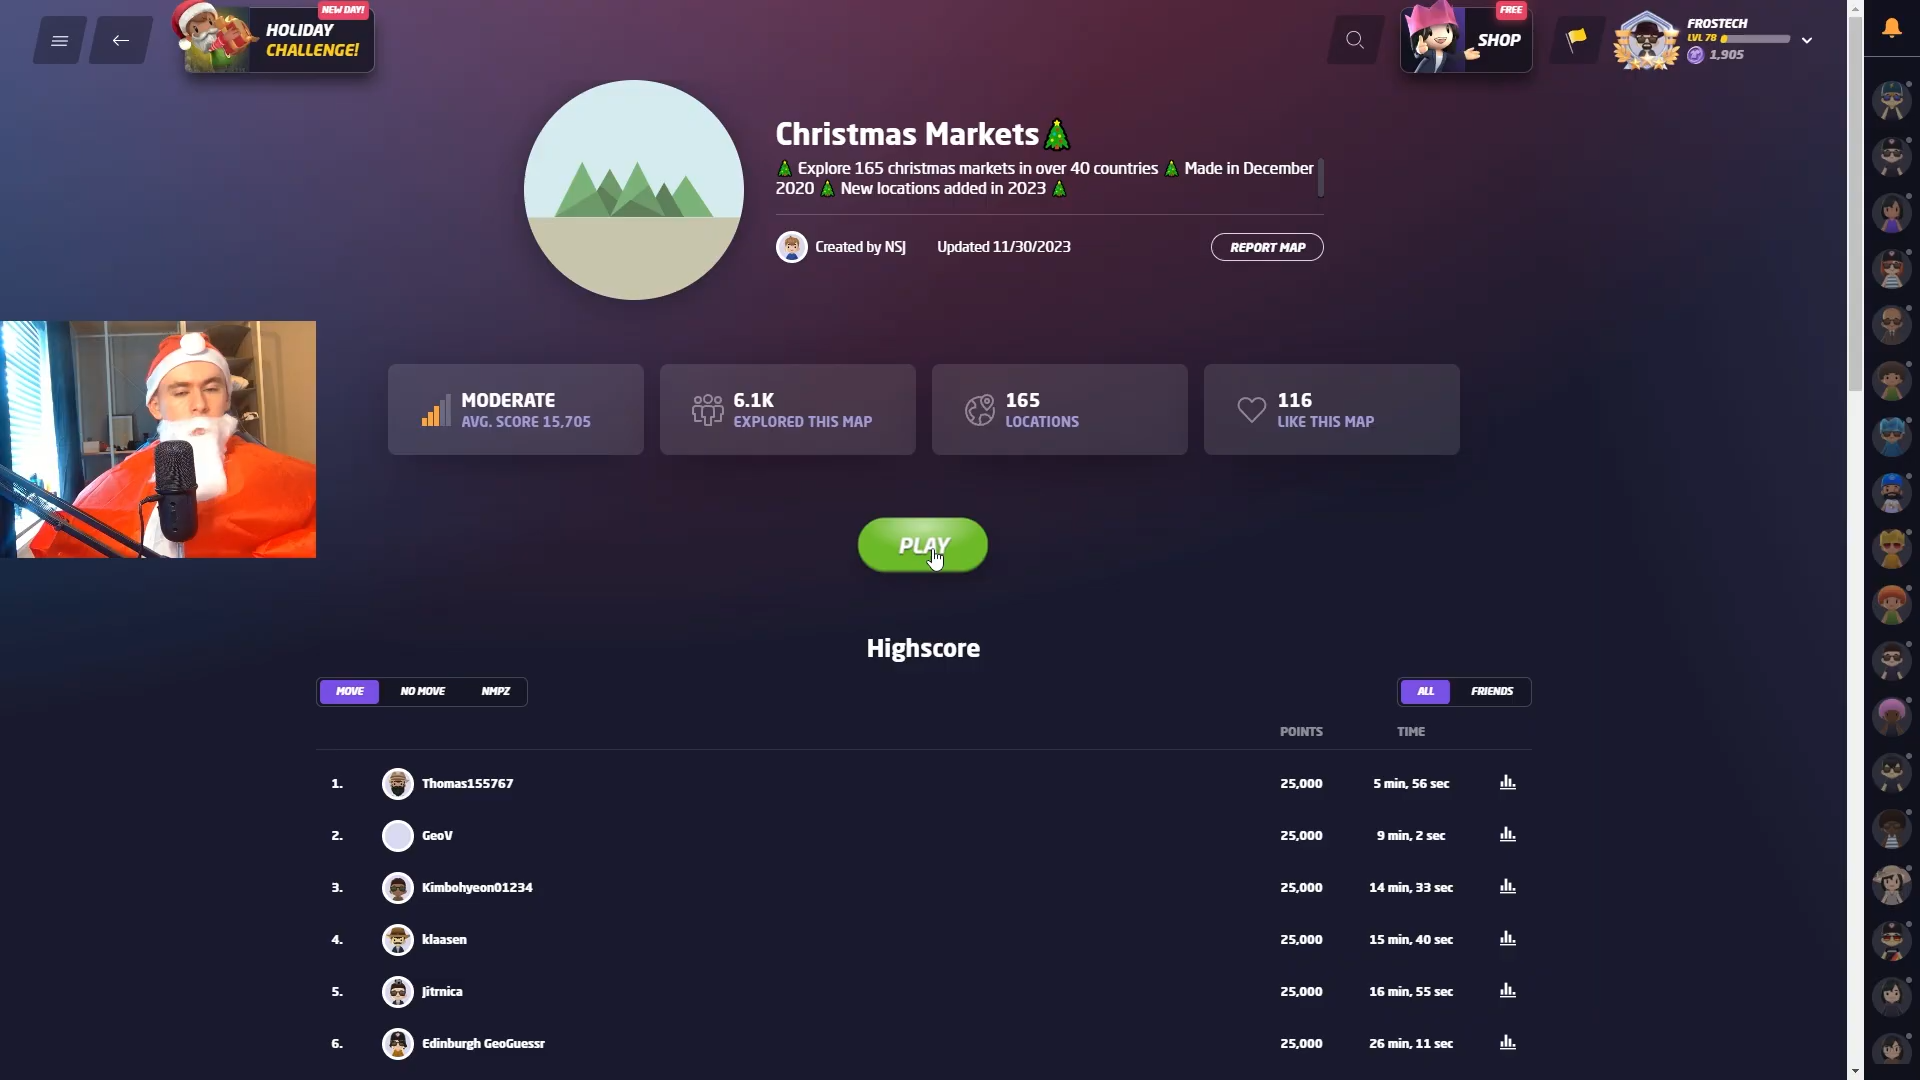 NEW DAY!
HOLIDAY
CHALLENGE!
FREE
SHOP
FROSTECH
LVL 78
1,905
Christmas Markets🎄
🎄 Explore 165 christmas markets in over 40 countries 🎄 Made in December
2020 🎄 New locations added in 2023 🎄
Created by NSJ
Updated 11/30/2023
REPORT MAP
MODERATE
AVG. SCORE 15,705
6.1K
EXPLORED THIS MAP
165
LOCATIONS
116
LIKE THIS MAP
PLAY
Highscore
MOVE
NO MOVE
NMPZ
ALL
FRIENDS
POINTS
TIME
1. Thomas155767 25,000 5 min, 56 sec
2. GeoV 25,000 9 min, 2 sec
3. Kimbohyeon01234 25,000 14 min, 33 sec
4. klaasen 25,000 15 min, 40 sec
5. Jitrnica 25,000 16 min, 55 sec
6. Edinburgh GeoGuessr 25,000 26 min, 11 sec